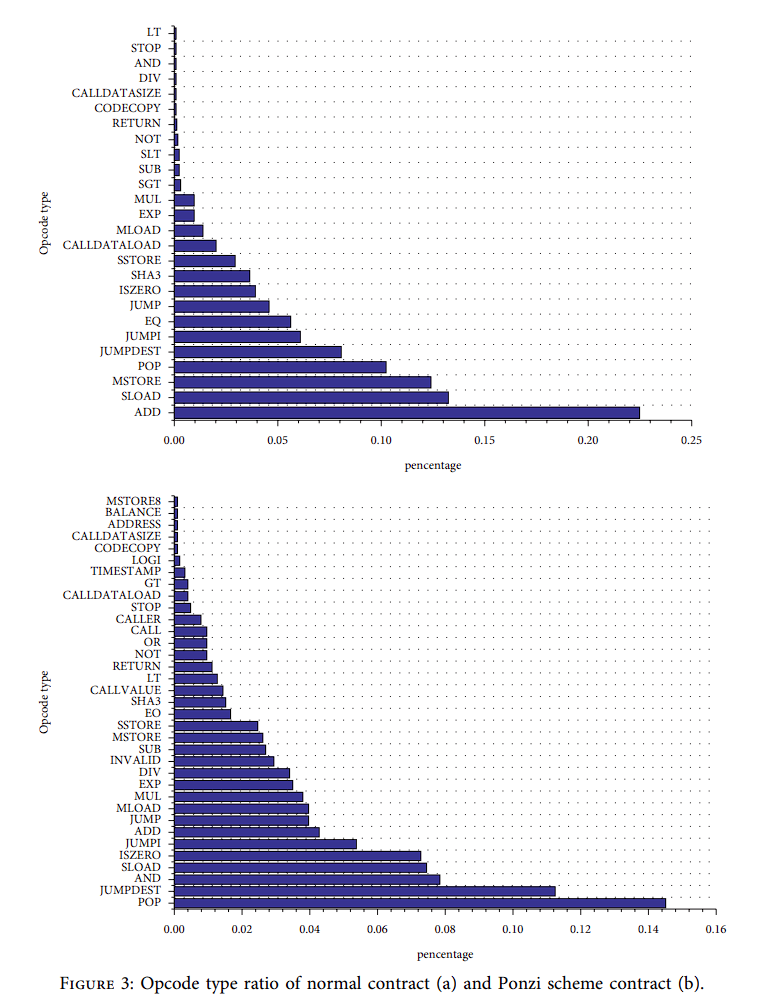 LT
STOP
AND
DIV
CALLDATASIZE
CODECOPY
RETURN
NOT
SLT
SUB
SGT
MUL
EXP
MLOAD
CALLDATALOAD
SSTORE
SHA3
ISZERO
JUMP
EQ
JUMPI
JUMPDEST
POP
MSTORE
SLOAD
ADD
Opcode type
0.00 0.05 0.10 0.15 0.20 0.25
pencentage
MSTORE8
BALANCE
ADDRESS
CALLDATASIZE
CODECOPY
LOGI
TIMESTAMP
GT
CALLDATALOAD
STOP
CALLER
CALL
OR
NOT
RETURN
LT
CALLVALUE
SHA3
EO
SSTORE
MSTORE
SUB
INVALID
DIV
EXP
MUL
MLOAD
JUMP
ADD
JUMPI
ISZERO
SLOAD
AND
JUMPDEST
POP
Opcode type
0.00 0.02 0.04 0.06 0.08 0.10 0.12 0.14 0.16
pencentage
FIGURE 3: Opcode type ratio of normal contract (a) and Ponzi scheme contract (b).